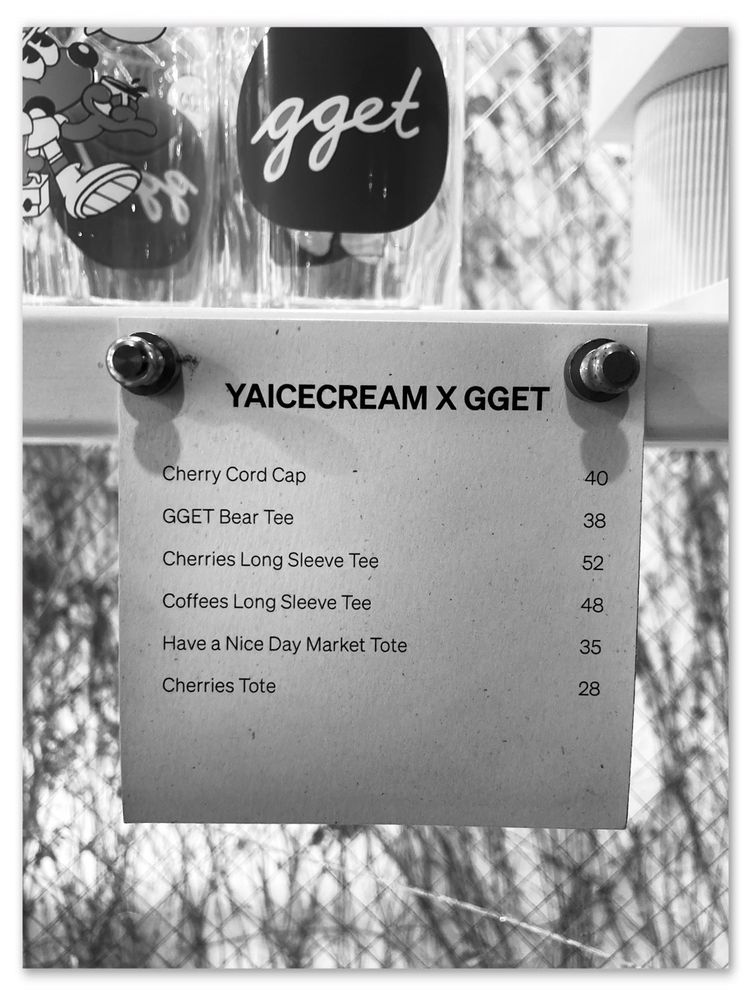 gget
gg
YAICECREAM X GGET
Cherry Cord Cap 40
GGET Bear Tee 38
Cherries Long Sleeve Tee 52
Coffees Long Sleeve Tee 48
Have a Nice Day Market Tote 35
Cherries Tote 28